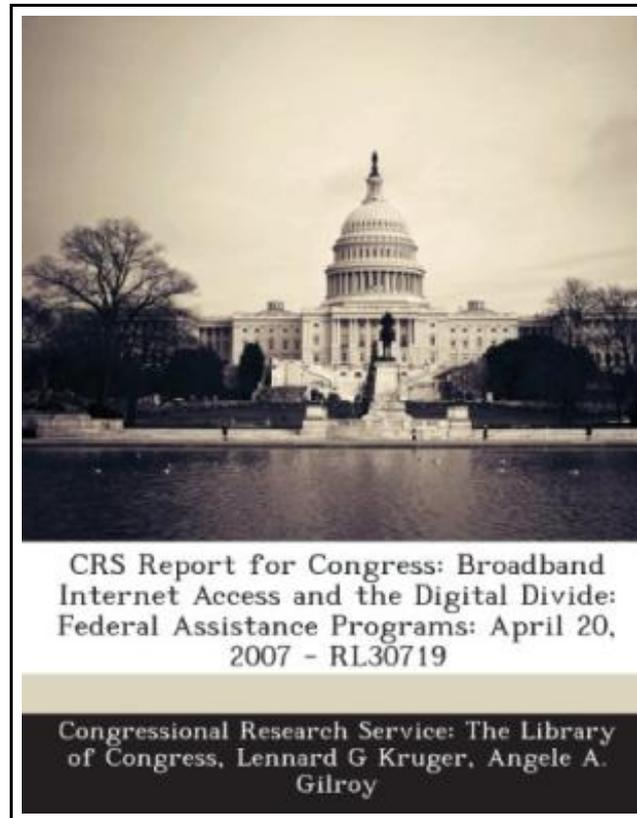 CRS Report for Congress: Broadband
Internet Access and the Digital Divide:
Federal Assistance Programs: April 20,
2007 - RL30719
Congressional Research Service: The Library
of Congress, Lennard G Kruger, Angele A.
Gilroy